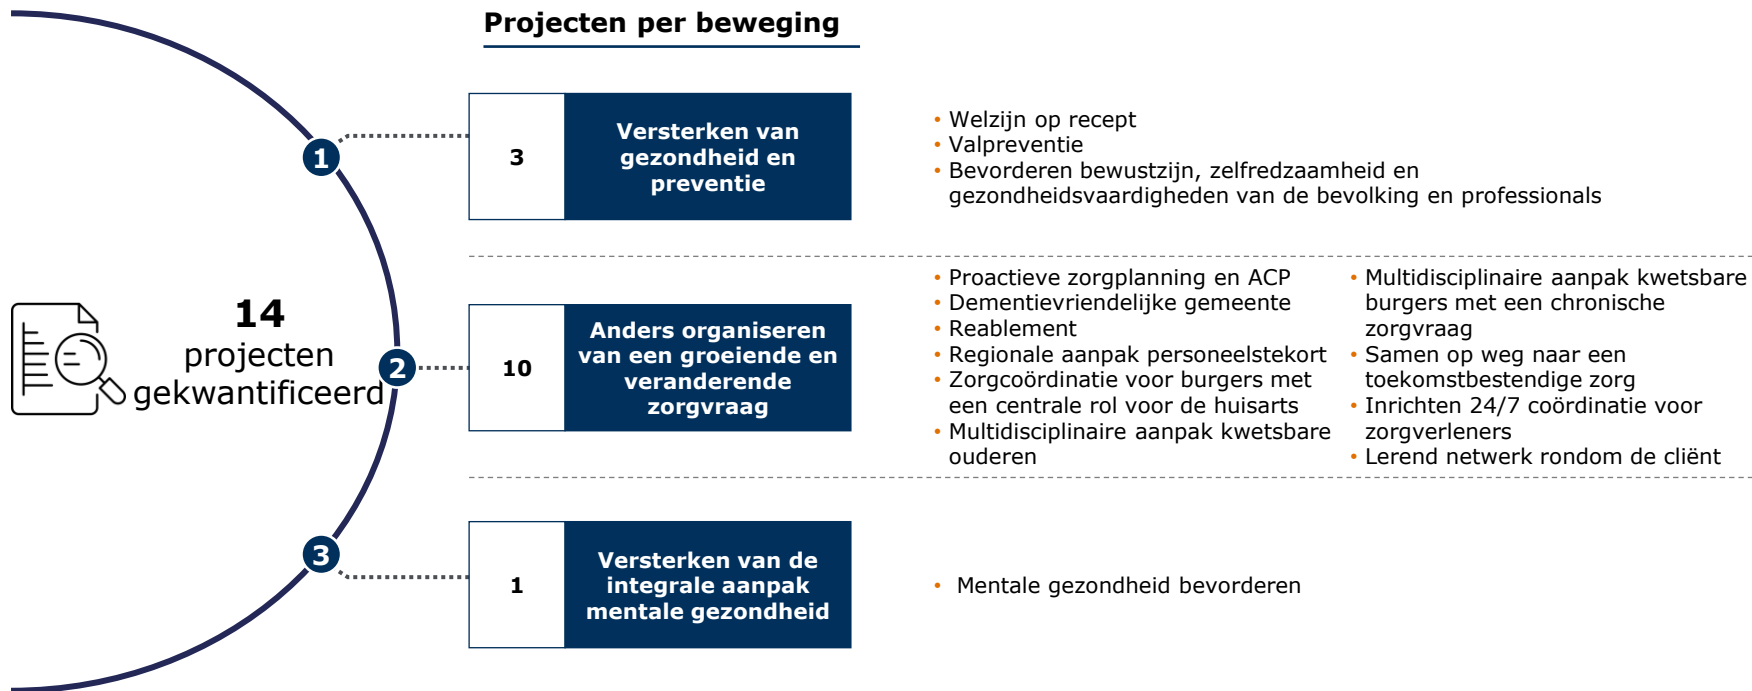 Projecten per beweging
14
projecten
gekwantificeerd
1
3
Versterken van
gezondheid en
preventie
• Welzijn op recept
• Valpreventie
• Bevorderen bewustzijn, zelfredzaamheid en
gezondheidsvaardigheden van de bevolking en professionals
2
10
Anders organiseren
van een groeiende en
veranderende
zorgvraag
• Proactieve zorgplanning en ACP
• Dementievriendelijke gemeente
• Reablement
• Regionale aanpak personeelstekort
• Zorgcoördinatie voor burgers met
een centrale rol voor de huisarts
• Multidisciplinaire aanpak kwetsbare
ouderen
• Multidisciplinaire aanpak kwetsbare
burgers met een chronische
zorgvraag
• Samen op weg naar een
toekomstbestendige zorg
• Inrichten 24/7 coördinatie voor
zorgverleners
• Lerend netwerk rondom de cliënt
3
1
Versterken van de
integrale aanpak
mentale gezondheid
• Mentale gezondheid bevorderen